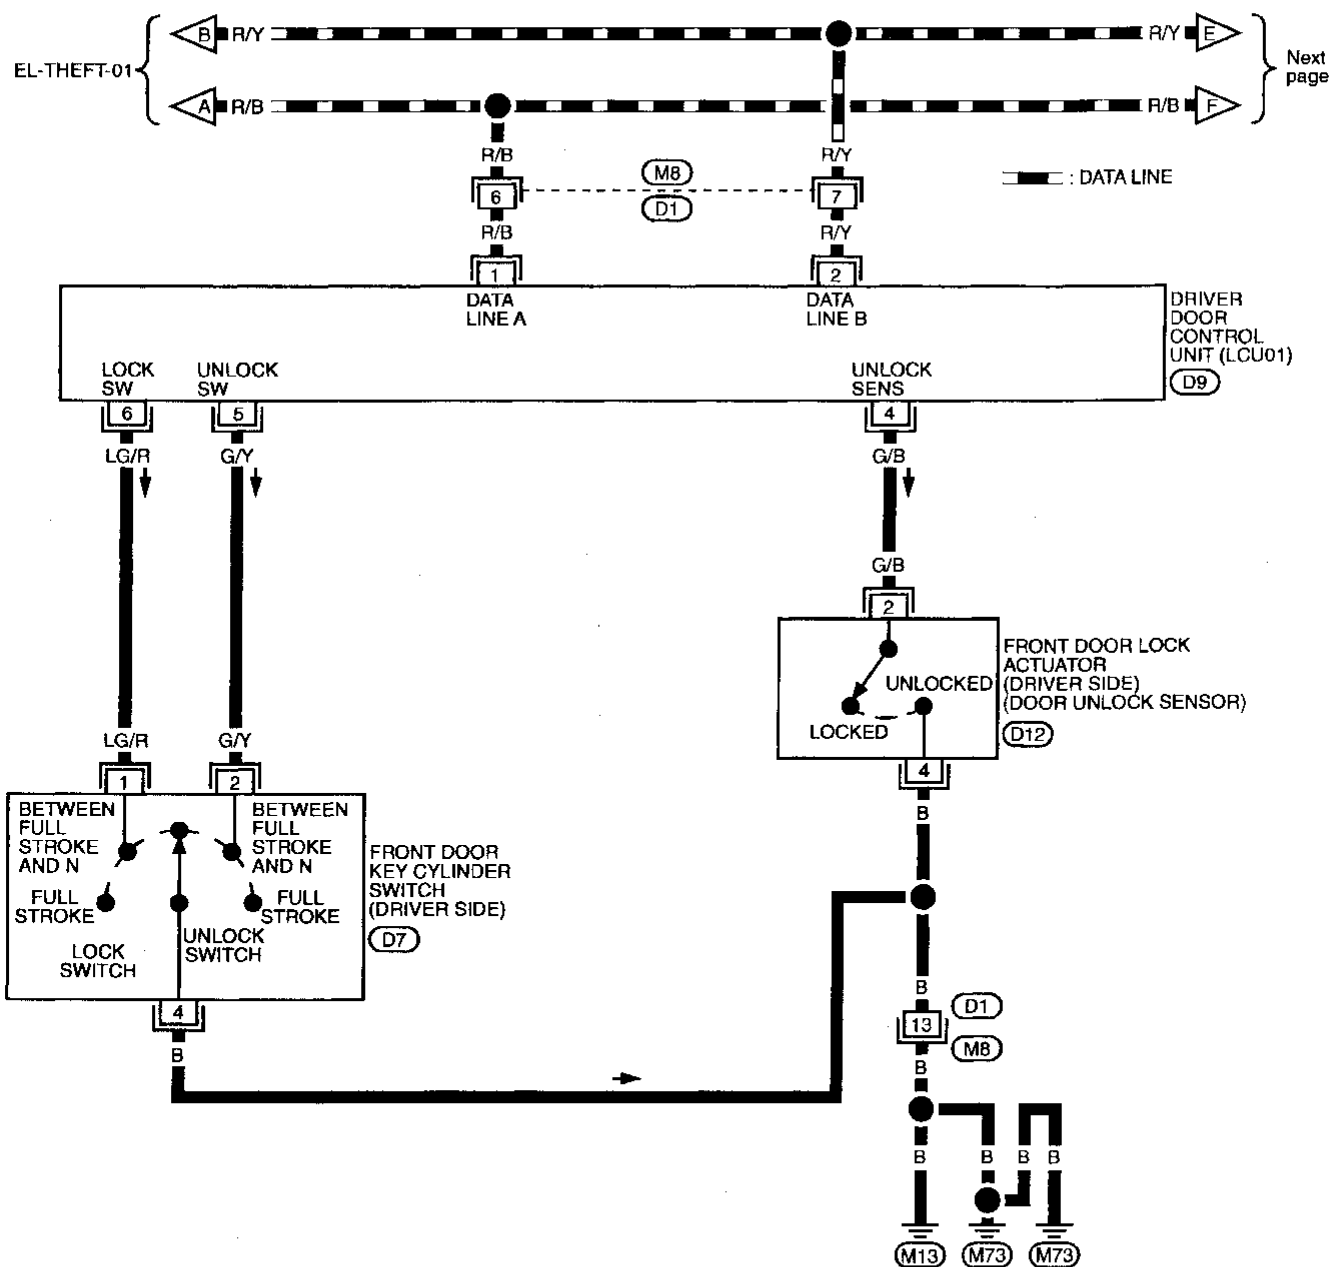 B R/Y R/Y E
EL-THEFT-01
Next
page
A R/B R/B F
R/B R/Y
M8
6 7
D1
: DATA LINE
R/B R/Y
1 2
DATA
LINE A
DATA
LINE B
DRIVER
DOOR
CONTROL
UNIT (LCU01)
D9
LOCK
SW
UNLOCK
SW
UNLOCK
SENS
6 5 4
LG/R G/Y G/B
G/B
2
FRONT DOOR LOCK
ACTUATOR
(DRIVER SIDE)
(DOOR UNLOCK SENSOR)
D12
UNLOCKED
LOCKED
4
B
LG/R G/Y
1 2
BETWEEN
FULL
STROKE
AND N
BETWEEN
FULL
STROKE
AND N
FULL
STROKE
FULL
STROKE
LOCK
SWITCH
UNLOCK
SWITCH
FRONT DOOR
KEY CYLINDER
SWITCH
(DRIVER SIDE)
D7
4
B
B
D1
13
M8
B
B B B B
M13 M73 M73